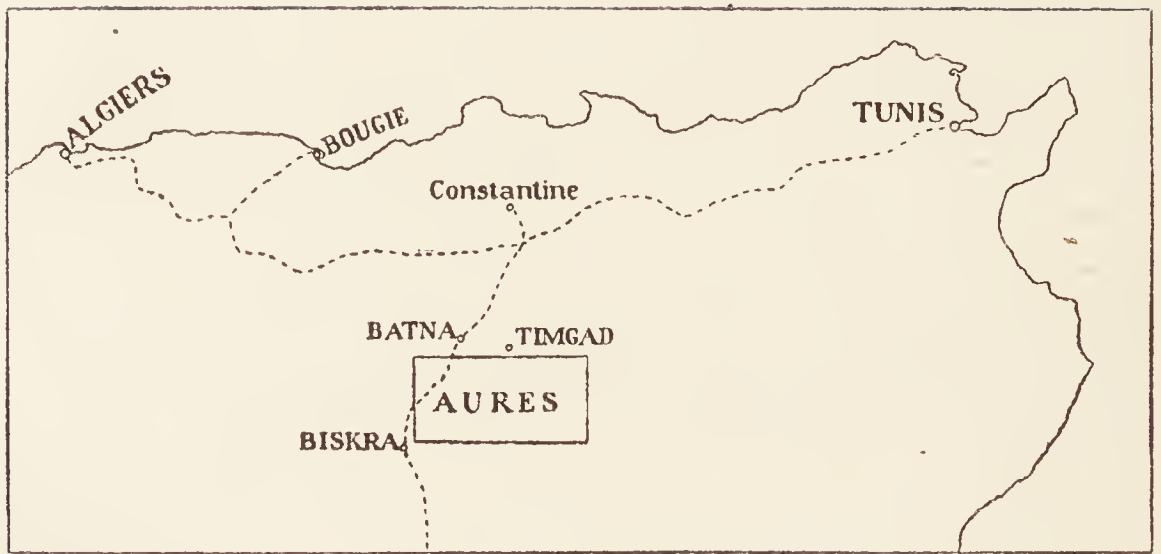 ALGIERS
BOUGIE
TUNIS
Constantine
BATNA
TIMGAD
AURES
BISKRA